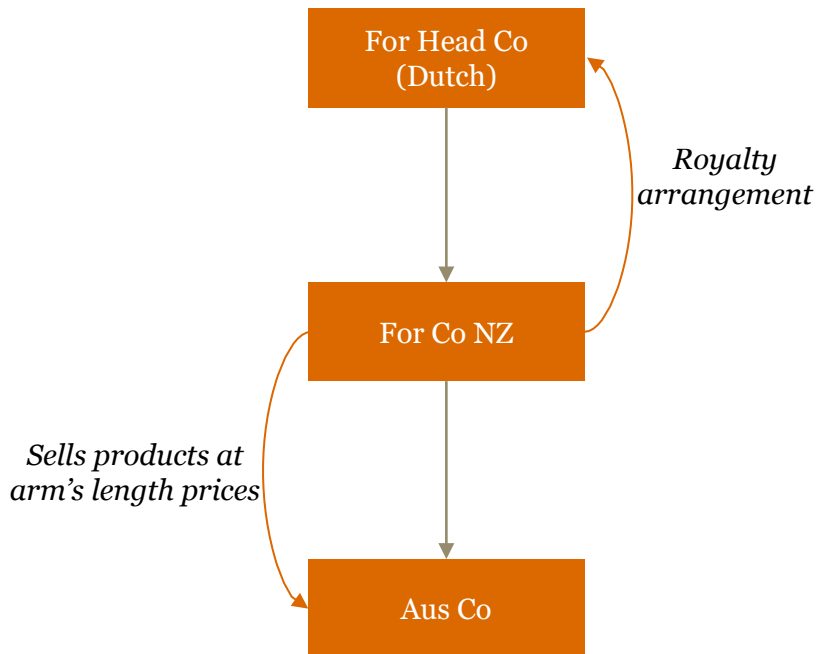 For Head Co
(Dutch)
Royalty
arrangement
For Co NZ
Sells products at
arm’s length prices
Aus Co